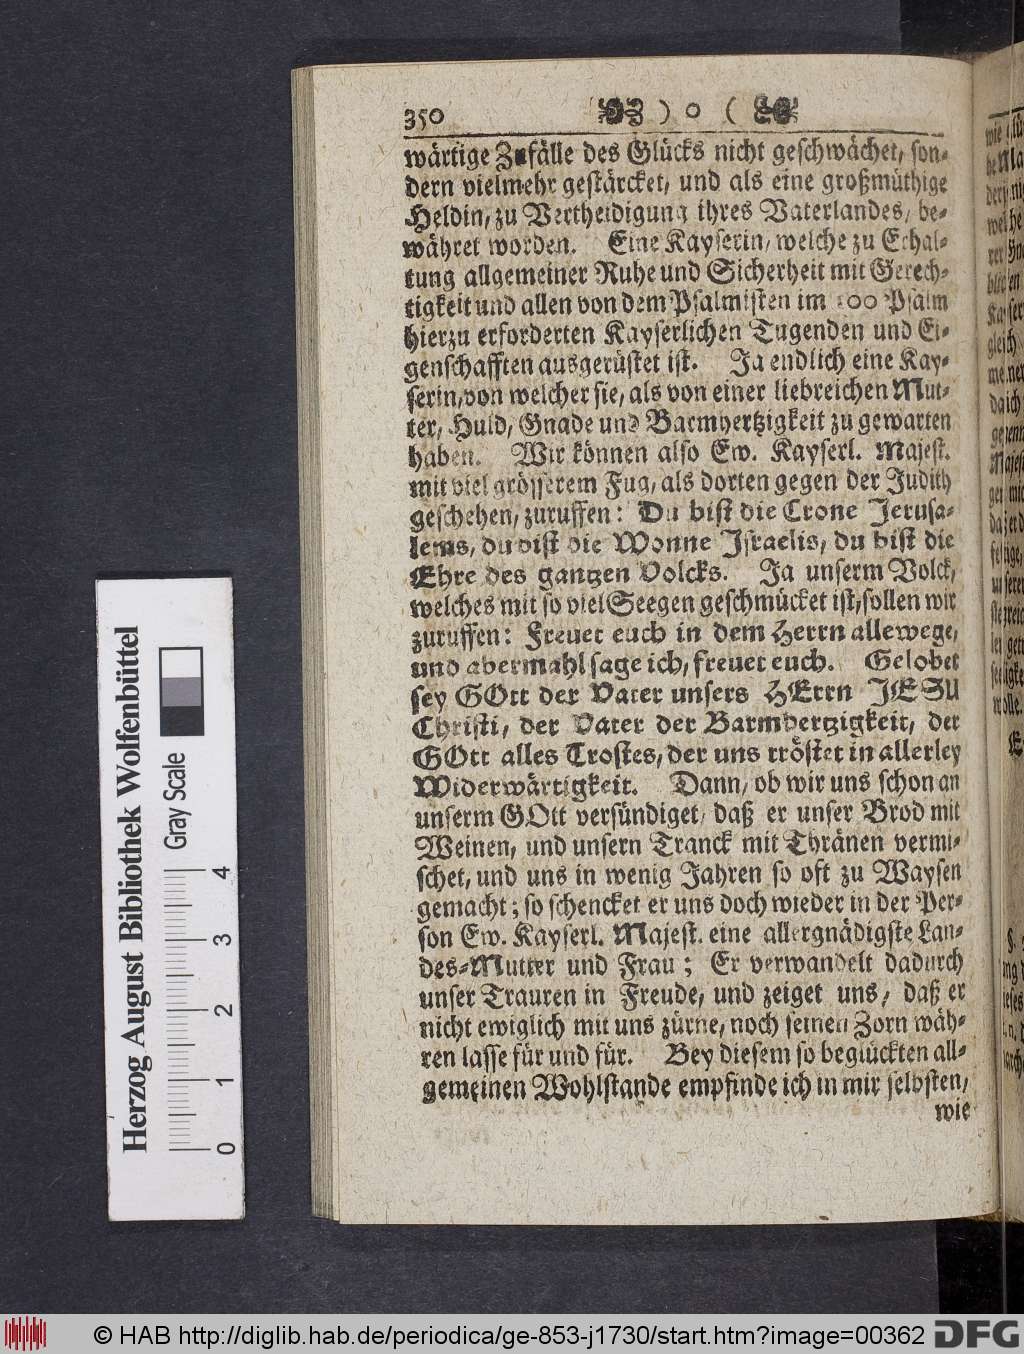 350 ) o (
wärtige Zufälle des Glücks nicht geschwächet, son-
dern vielmehr gestärcket, und als eine großmüthige
Heldin, zu Vertheidigung ihres Vaterlandes, be-
währet worden. Eine Kayserin, welche zu Erhal-
tung allgemeiner Ruhe und Sicherheit mit Gerech-
tigkeit und allen von dem Psalmisten im 100 Psalm
hierzu erforderten Kayserlichen Tugenden und Ei-
genschafften ausgerüstet ist. Ja endlich eine Kay-
serin, von welcher sie, als von einer liebreichen Mut-
ter, Huld, Gnade und Barmhertzigkeit zu gewarten
haben. Wir können also Ew. Kayserl. Majest.
mit viel grösserem Fug, als dorten gegen der Judith
geschehen, zuruffen: Du bist die Crone Jerusa-
lems, du bist die Wonne Israelis, du bist die
Ehre des gantzen Volcks. Ja unserm Volck,
welches mit so viel Seegen geschmücket ist, sollen wir
zuruffen: Freuet euch in dem Herrn allewege,
und abermahl sage ich, freuet euch. Gelobet
sey GOtt der Vater unsers HErrn JESU
Christi, der Vater der Barmhertzigkeit, der
GOtt alles Trostes, der uns tröstet in allerley
Widerwärtigkeit. Dann, ob wir uns schon an
unserm GOtt versündiget, daß er unser Brod mit
Weinen, und unsern Tranck mit Thränen vermi-
schet, und uns in wenig Jahren so oft zu Waysen
gemacht; so schencket er uns doch wieder in der Per-
son Ew. Kayserl. Majest. eine allergnädigste Lan-
des-Mutter und Frau; Er verwandelt dadurch
unser Trauren in Freude, und zeiget uns, daß er
nicht ewiglich mit uns zürne, noch seinen Zorn wäh-
ren lasse für und für. Bey diesem so beglückten all-
gemeinen Wohlstande empfinde ich in mir selbsten,
wie
Herzog August Bibliothek Wolfenbüttel
Gray Scale
0 1 2 3 4
© HAB http://diglib.hab.de/periodica/ge-853-j1730/start.htm?image=00362
DFG